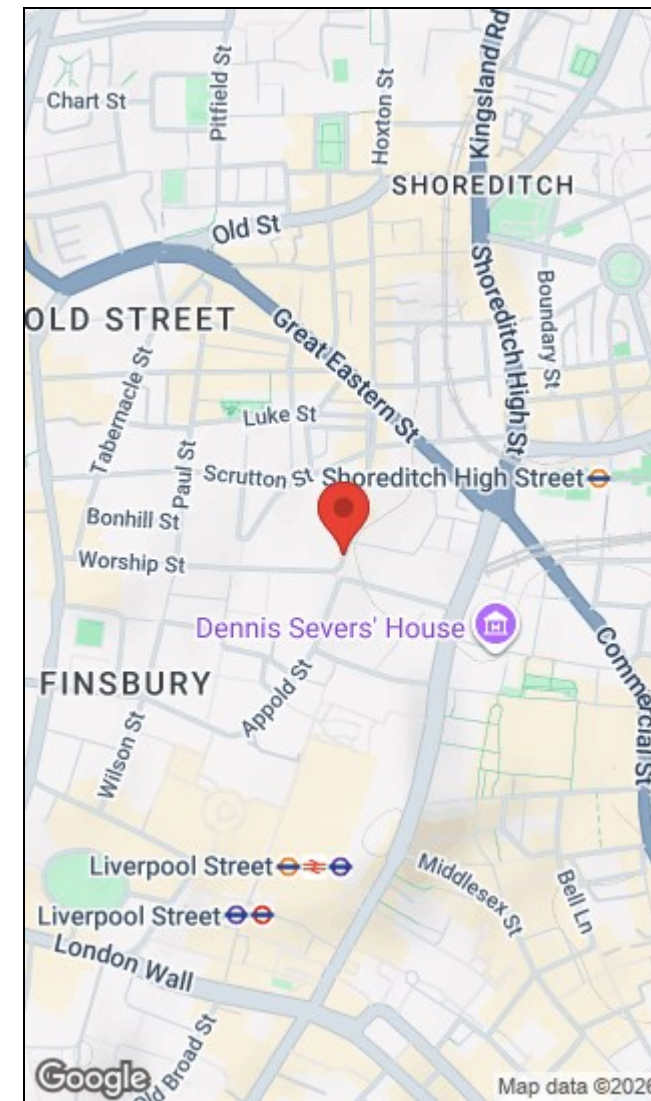 Kingsland Rd
Pitfield St
Chart St
Hoxton St
SHOREDITCH
Old St
OLD STREET
Great Eastern St
Shoreditch High St
Boundary St
Tabernacle St
Luke St
Paul St
Scrutton St
Shoreditch High Street
Bonhill St
Worship St
Dennis Severs' House
FINSBURY
Appold St
Commercial St
Wilson St
Liverpool Street
Middlesex St
Bell Ln
Liverpool Street
London Wall
Old Broad St
Google
Map data ©2026